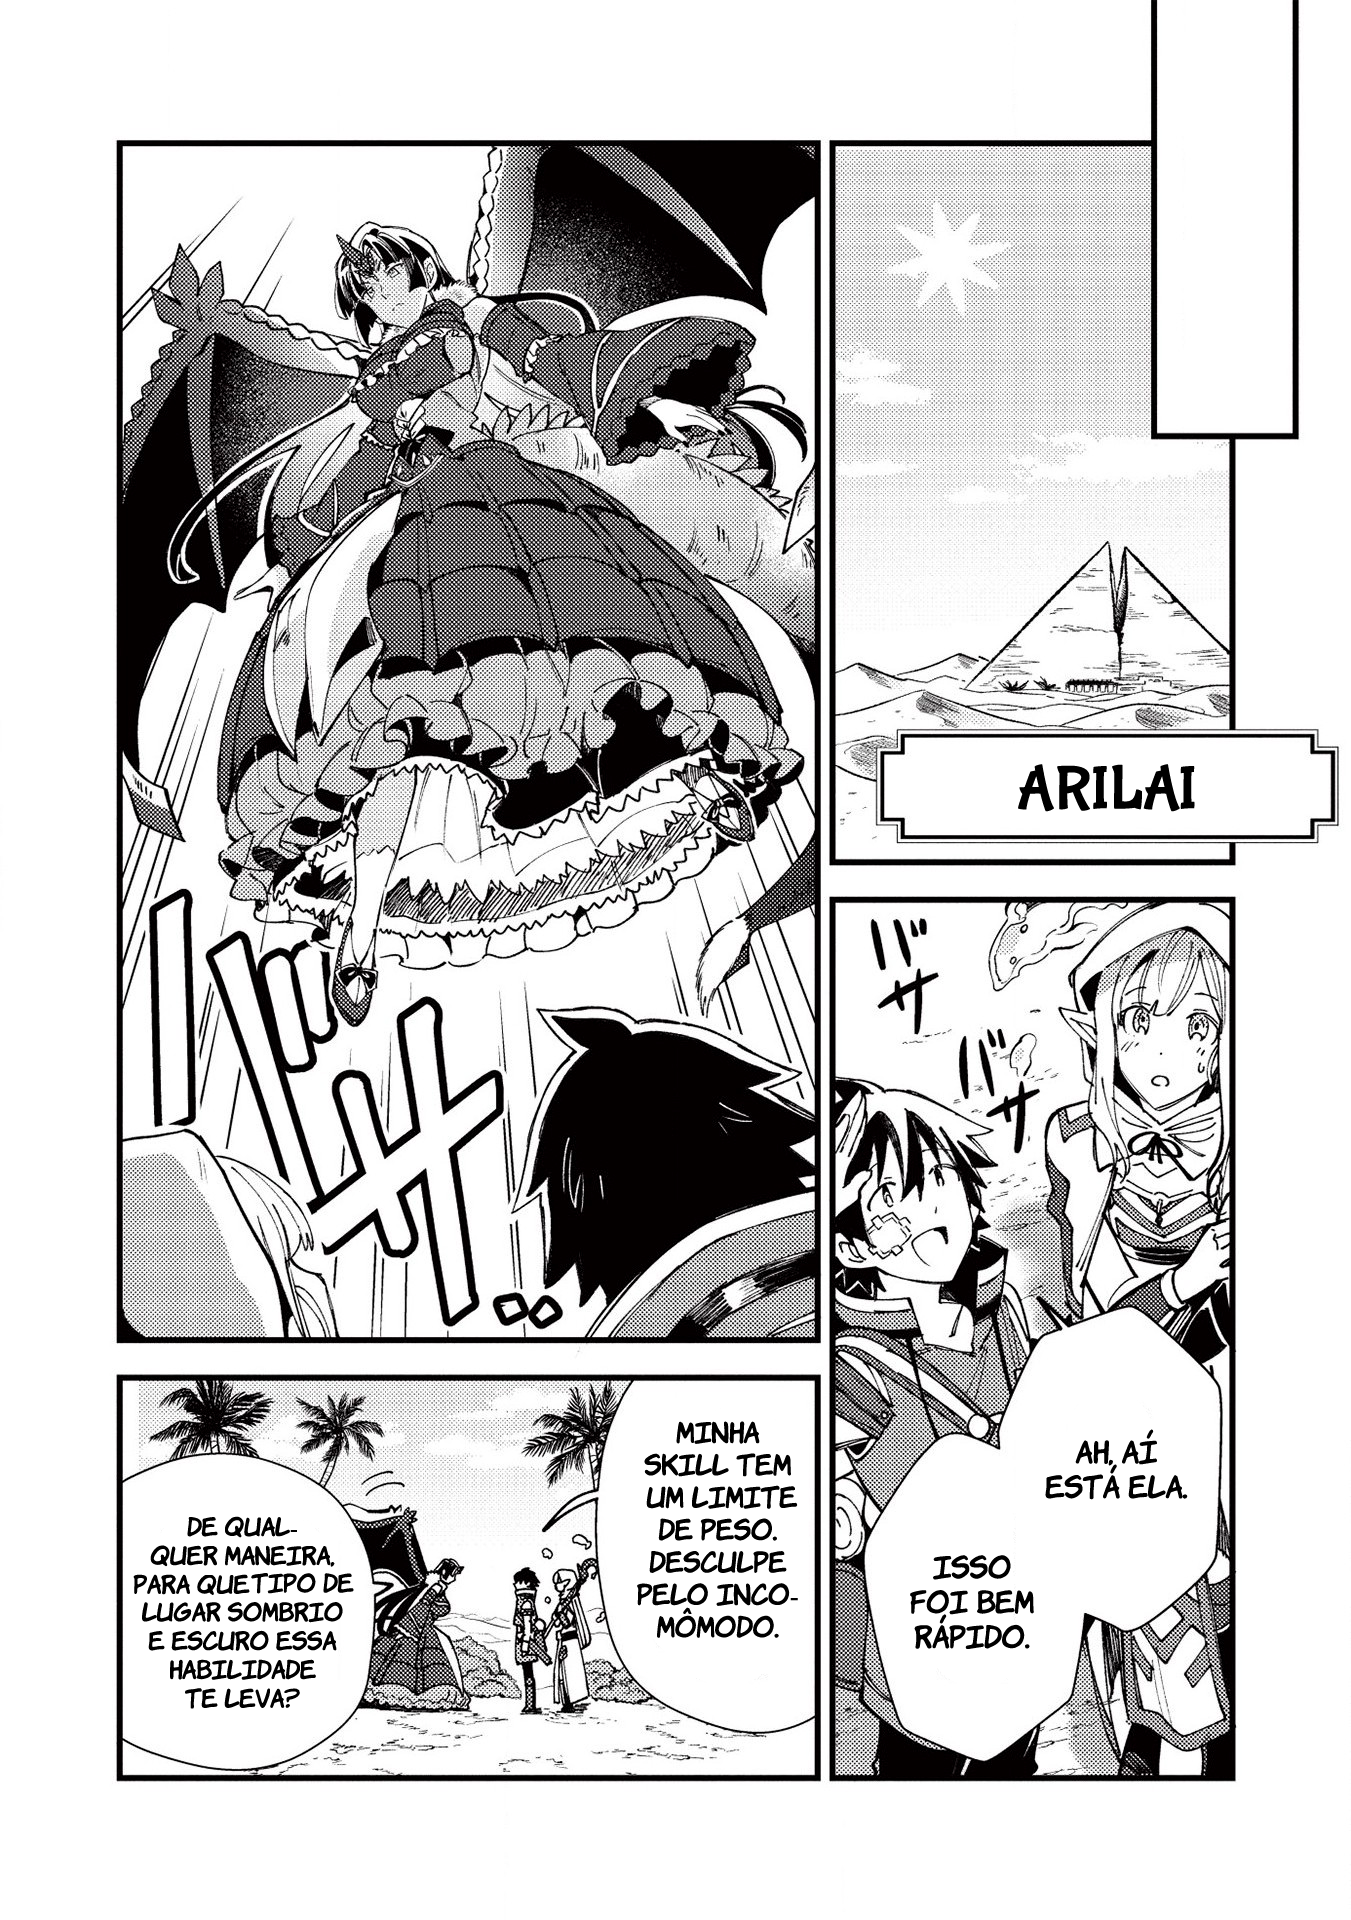 ARILAI
バサ
バサ
AH, AÍ
ESTÁ ELA.
ISSO
FOI BEM
RÁPIDO.
バサ
MINHA
SKILL TEM
UM LIMITE
DE PESO.
DESCULPE
PELO INCO-
MÔMODO.
DE QUAL-
QUER MANEIRA,
PARA QUETIPO DE
LUGAR SOMBRIO
E ESCURO ESSA
HABILIDADE
TE LEVA?